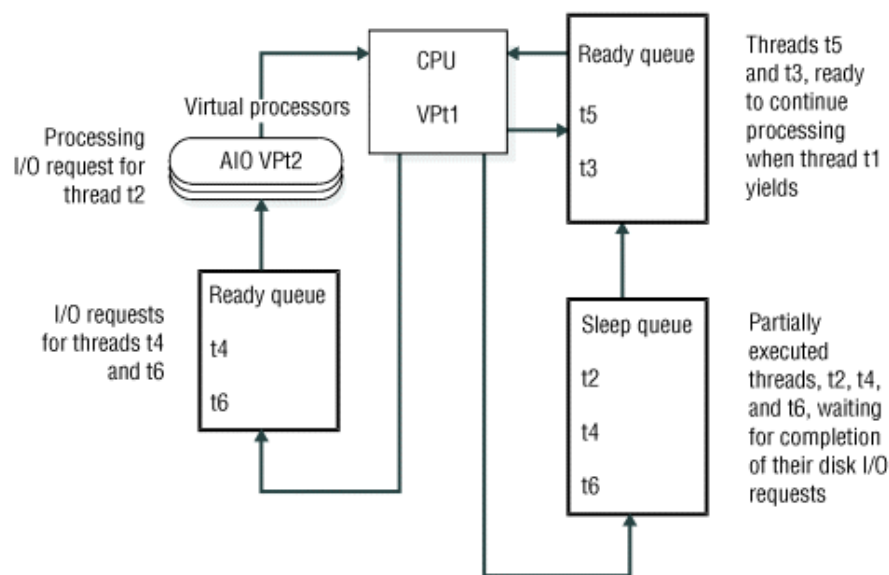 CPU
VPt1
Virtual processors
AIO VPt2
Processing
I/O request for
thread t2
Ready queue
t5
t3
Threads t5
and t3, ready
to continue
processing
when thread t1
yields
I/O requests
for threads t4
and t6
Ready queue
t4
t6
Sleep queue
t2
t4
t6
Partially
executed
threads, t2, t4,
and t6, waiting
for completion
of their disk I/O
requests